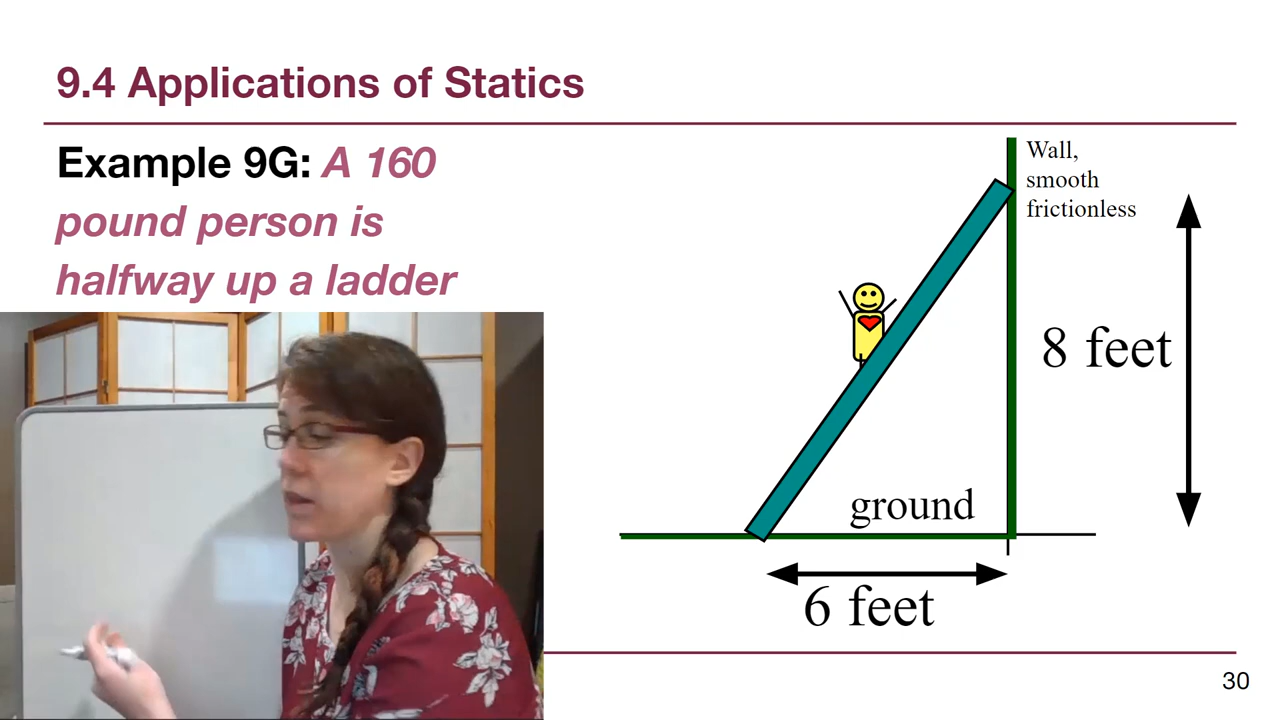 9.4 Applications of Statics
Example 9G: A 160
pound person is
halfway up a ladder
Wall,
smooth
frictionless
8 feet
ground
6 feet
30